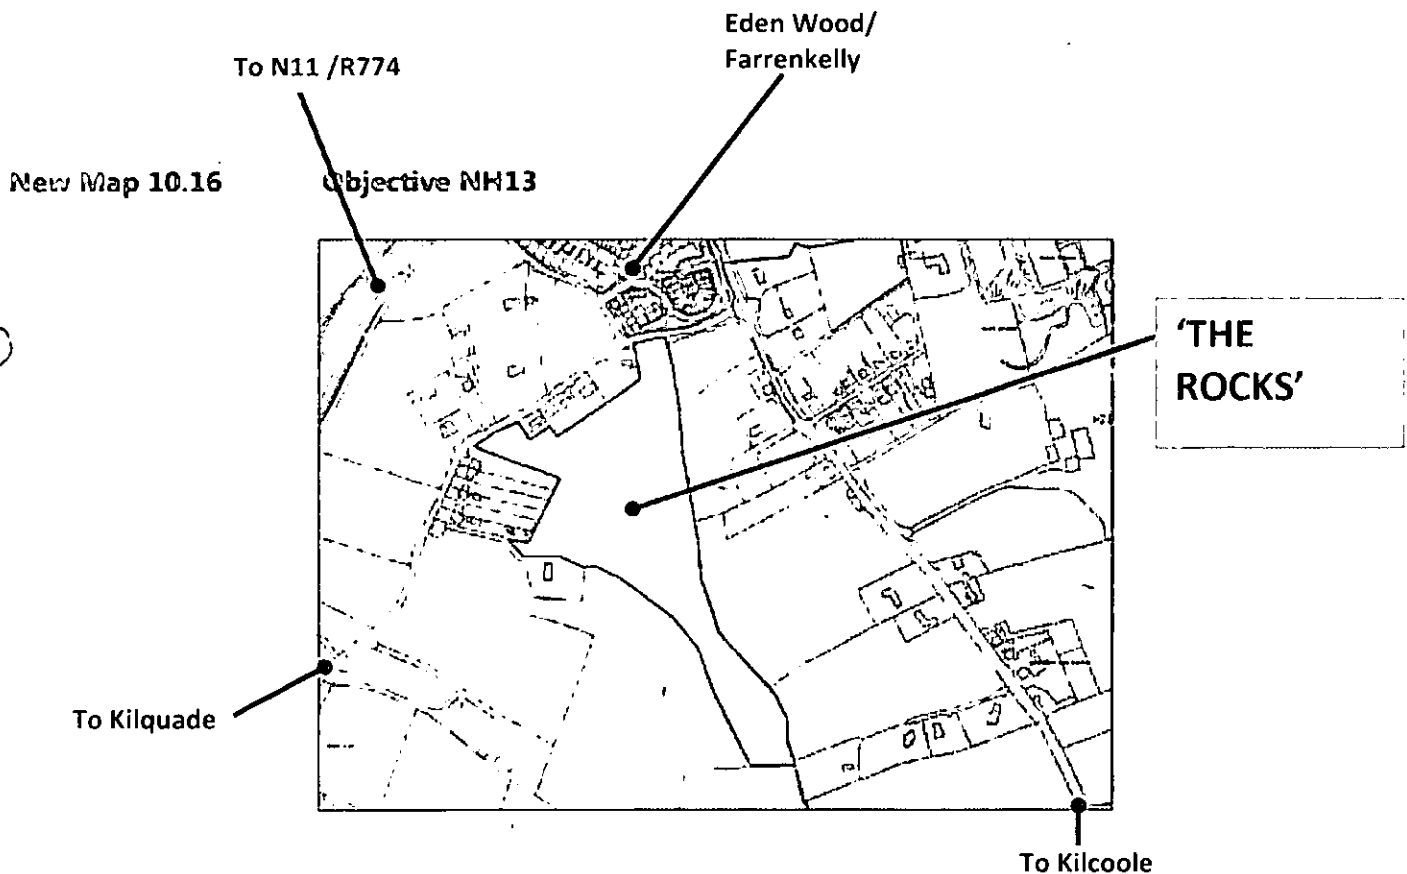 Eden Wood/
Farrenkelly
To N11 /R774
New Map 10.16 Objective NH13
‘THE
ROCKS’
To Kilquade
To Kilcoole